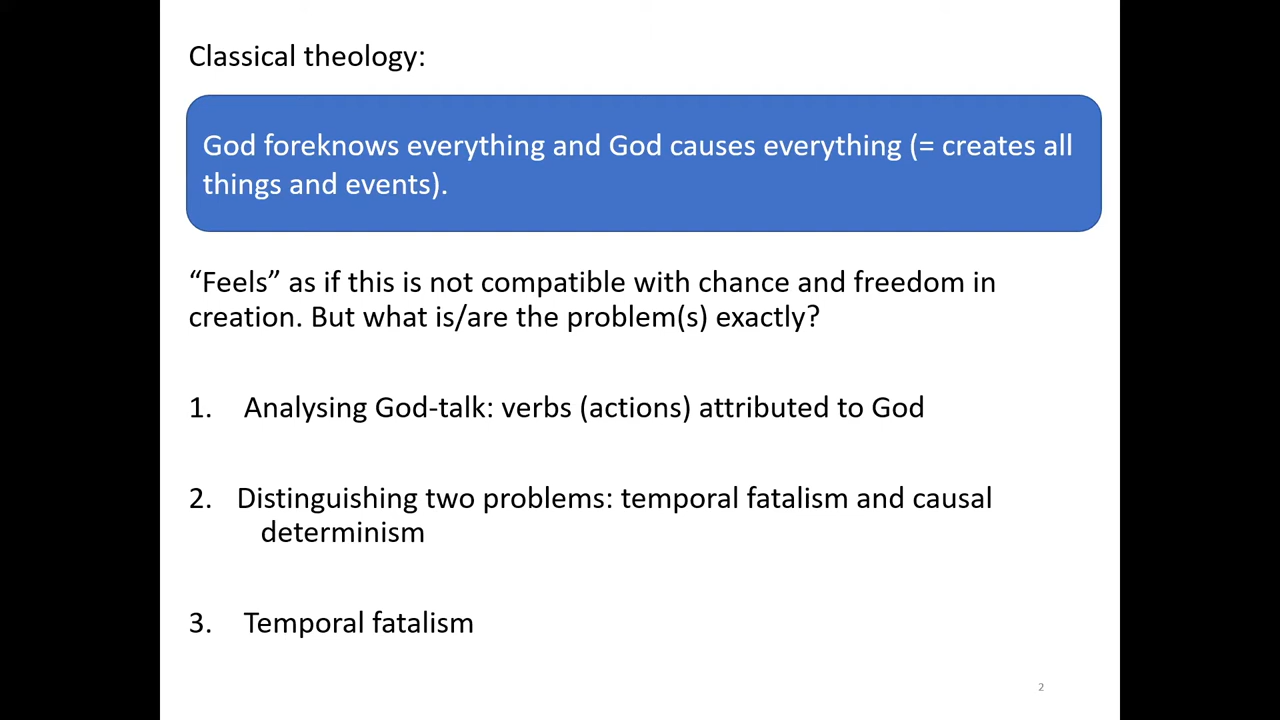 Classical theology:
God foreknows everything and God causes everything (= creates all
things and events).
“Feels” as if this is not compatible with chance and freedom in
creation. But what is/are the problem(s) exactly?
1. Analysing God-talk: verbs (actions) attributed to God
2. Distinguishing two problems: temporal fatalism and causal
determinism
3. Temporal fatalism
2